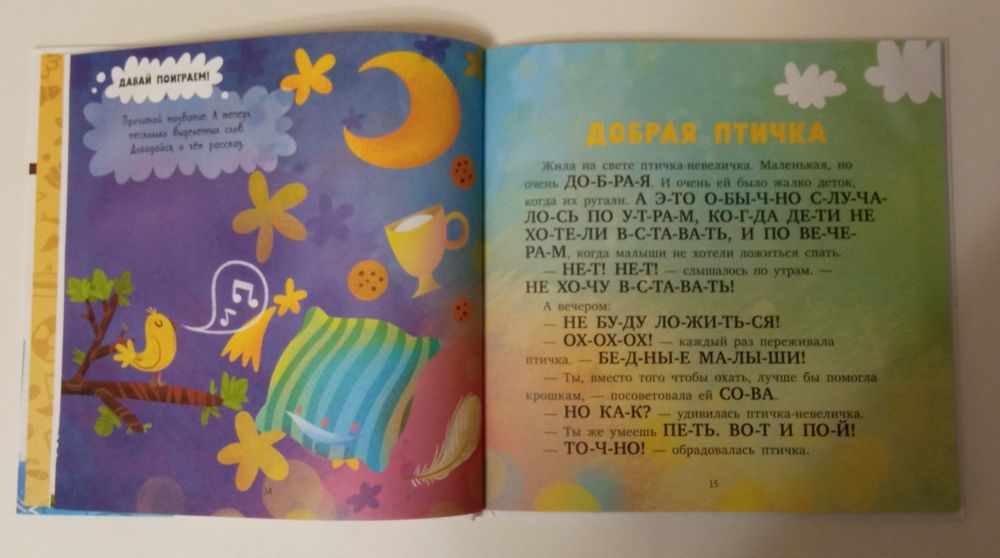 ДАВАЙ ПОИГРАЕМ!
Прочитай название. А теперь
несколько выделенных слов.
Догадайся, о чём рассказ.
14
ДОБРАЯ ПТИЧКА
Жила на свете птичка-невеличка. Маленькая, но
очень ДО-Б-РА-Я. И очень ей было жалко деток,
когда их ругали. А Э-ТО О-БЫ-Ч-НО С-ЛУ-ЧА-
ЛО-СЬ ПО У-Т-РА-М, КО-Г-ДА ДЕ-ТИ НЕ
ХО-ТЕ-ЛИ В-С-ТА-ВА-ТЬ, И ПО ВЕ-ЧЕ-
РА-М, когда малыши не хотели ложиться спать.
— НЕ-Т! НЕ-Т! — слышалось по утрам. —
НЕ ХО-ЧУ В-С-ТА-ВА-ТЬ!
А вечером:
— НЕ БУ-ДУ ЛО-ЖИ-ТЬ-СЯ!
— ОХ-ОХ-ОХ! — каждый раз переживала
птичка. — БЕ-Д-НЫ-Е МА-ЛЫ-ШИ!
— Ты, вместо того чтобы охать, лучше бы помогла
крошкам, — посоветовала ей СО-ВА.
— НО КА-К? — удивилась птичка-невеличка.
— Ты же умеешь ПЕ-ТЬ. ВО-Т И ПО-Й!
— ТО-Ч-НО! — обрадовалась птичка.
15